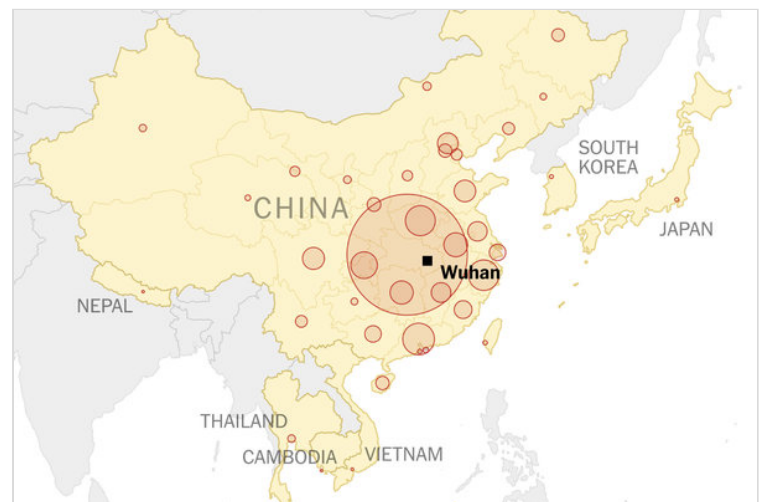 SOUTH
KOREA
CHINA
JAPAN
Wuhan
NEPAL
THAILAND
CAMBODIA
VIETNAM